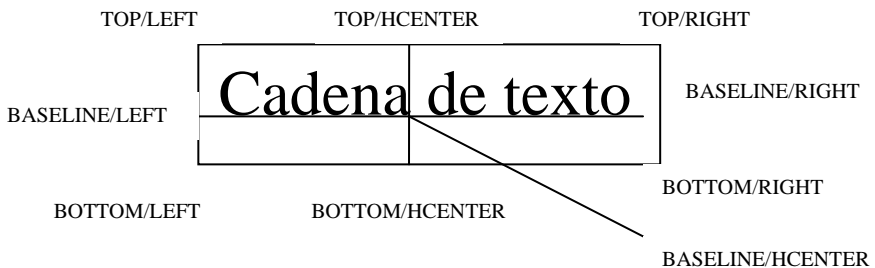 TOP/LEFT TOP/HCENTER TOP/RIGHT
Cadena de texto
BASELINE/RIGHT
BASELINE/LEFT
BOTTOM/RIGHT
BOTTOM/LEFT BOTTOM/HCENTER
BASELINE/HCENTER